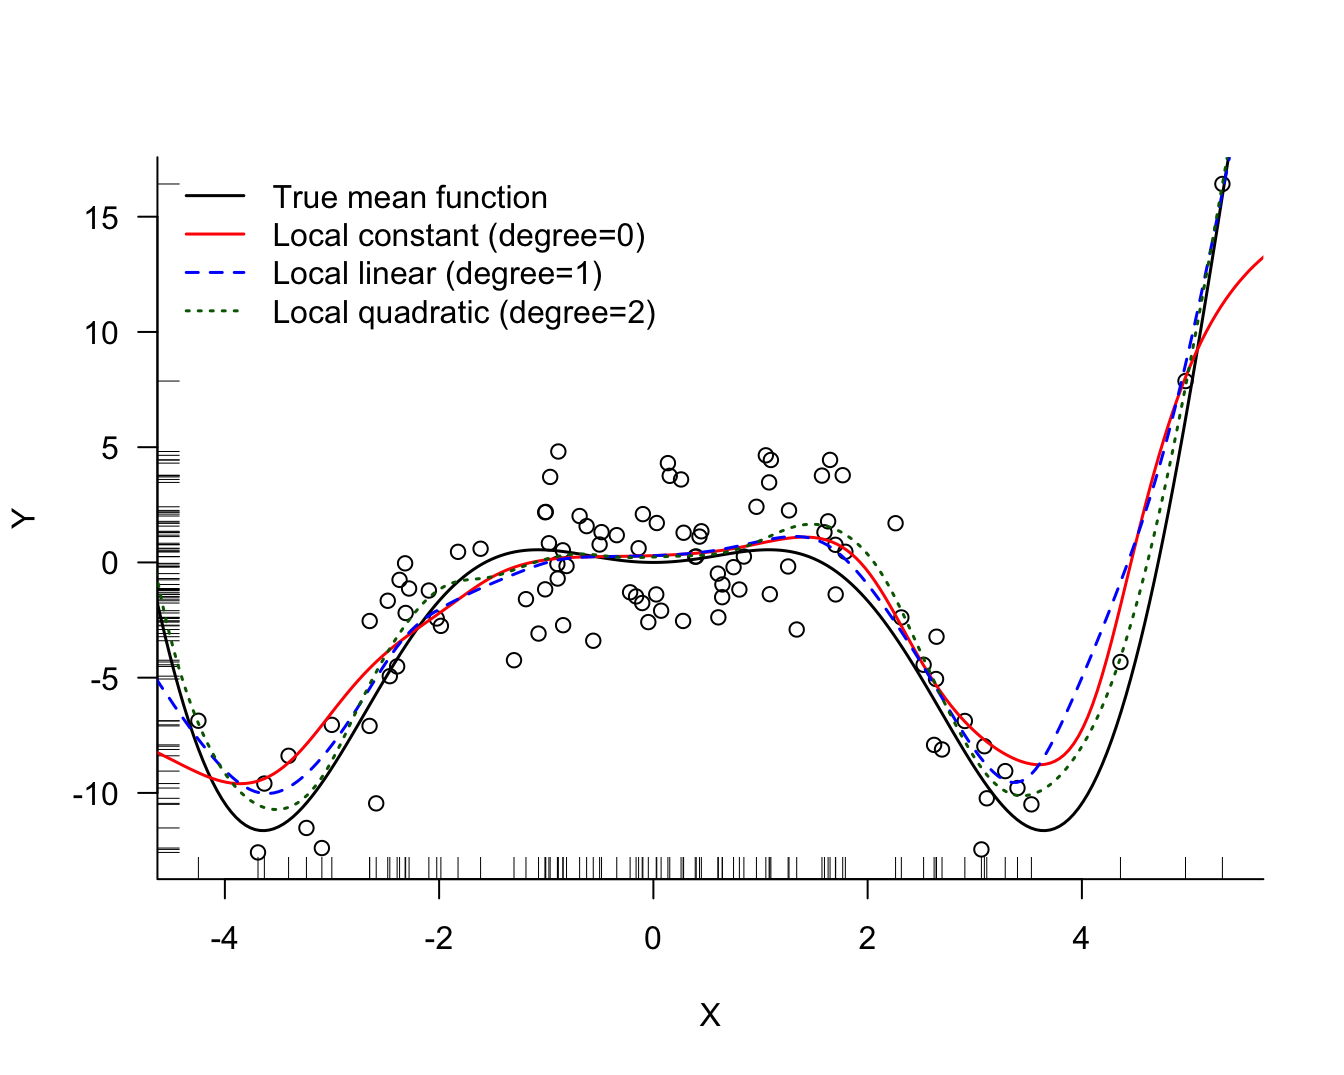 True mean function
Local constant (degree=0)
Local linear (degree=1)
Local quadratic (degree=2)
15
10
5
0
-5
-10
Y
-4 -2 0 2 4
X